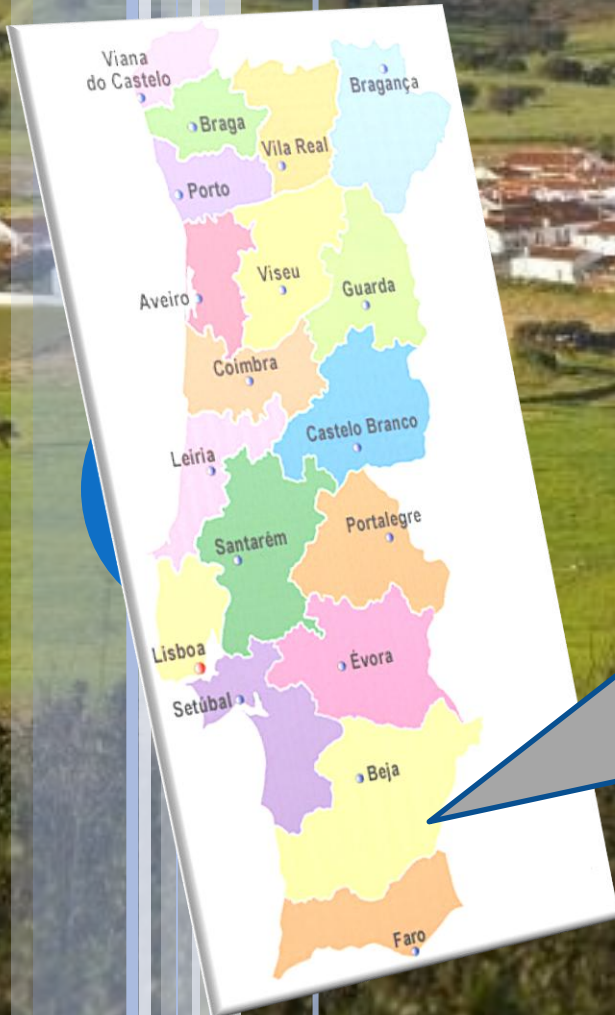 Viana
do Castelo
Bragança
Braga
Vila Real
Porto
Viseu
Guarda
Aveiro
Coimbra
Castelo Branco
Leiria
Portalegre
Santarém
Lisboa
Évora
Setúbal
Beja
Faro